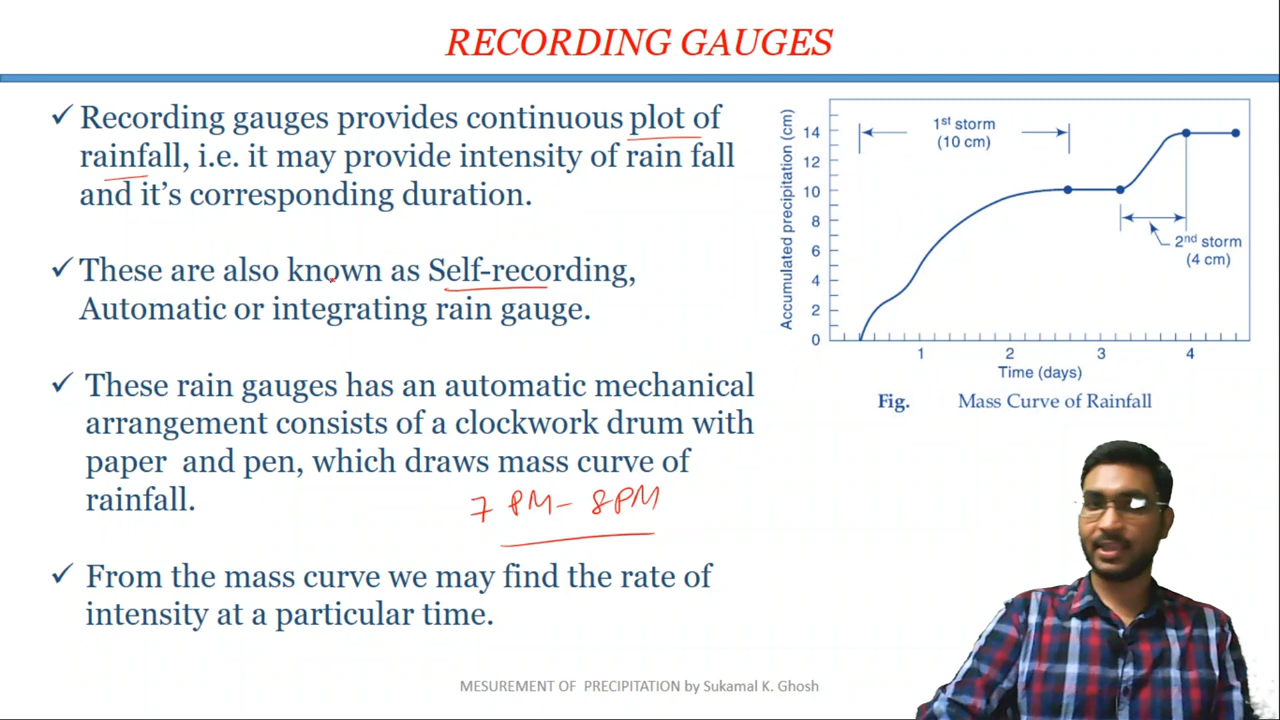 RECORDING GAUGES
✓ Recording gauges provides continuous plot of
rainfall, i.e. it may provide intensity of rain fall
and it's corresponding duration.
✓ These are also known as Self-recording,
Automatic or integrating rain gauge.
✓ These rain gauges has an automatic mechanical
arrangement consists of a clockwork drum with
paper and pen, which draws mass curve of
rainfall.
7 PM – 8 PM
✓ From the mass curve we may find the rate of
intensity at a particular time.
Accumulated precipitation (cm)
14
12
10
8
6
4
2
0
1st storm
(10 cm)
2nd storm
(4 cm)
1 2 3 4
Time (days)
Fig. Mass Curve of Rainfall
MESUREMENT OF PRECIPITATION by Sukamal K. Ghosh